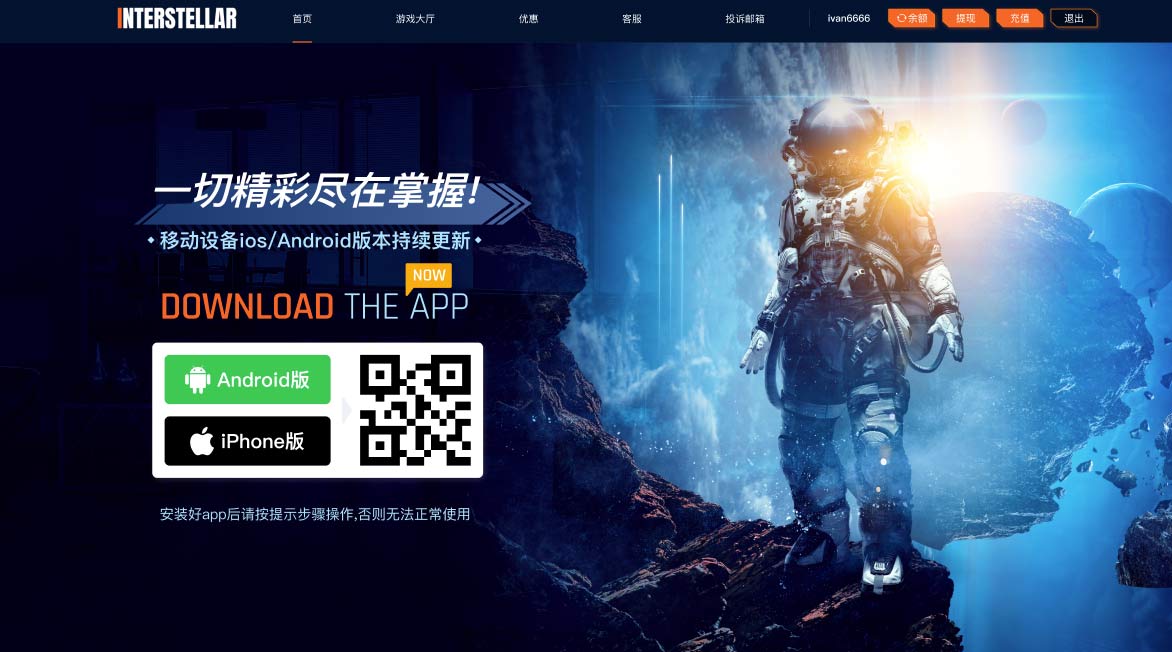 INTERSTELLAR
首页
游戏大厅
优惠
客服
投诉邮箱
ivan6666
余额
提现
充值
退出
一切精彩尽在掌握!
移动设备ios/Android版本持续更新
NOW
DOWNLOAD THE APP
Android版
iPhone版
安装好app后请按提示步骤操作,否则无法正常使用